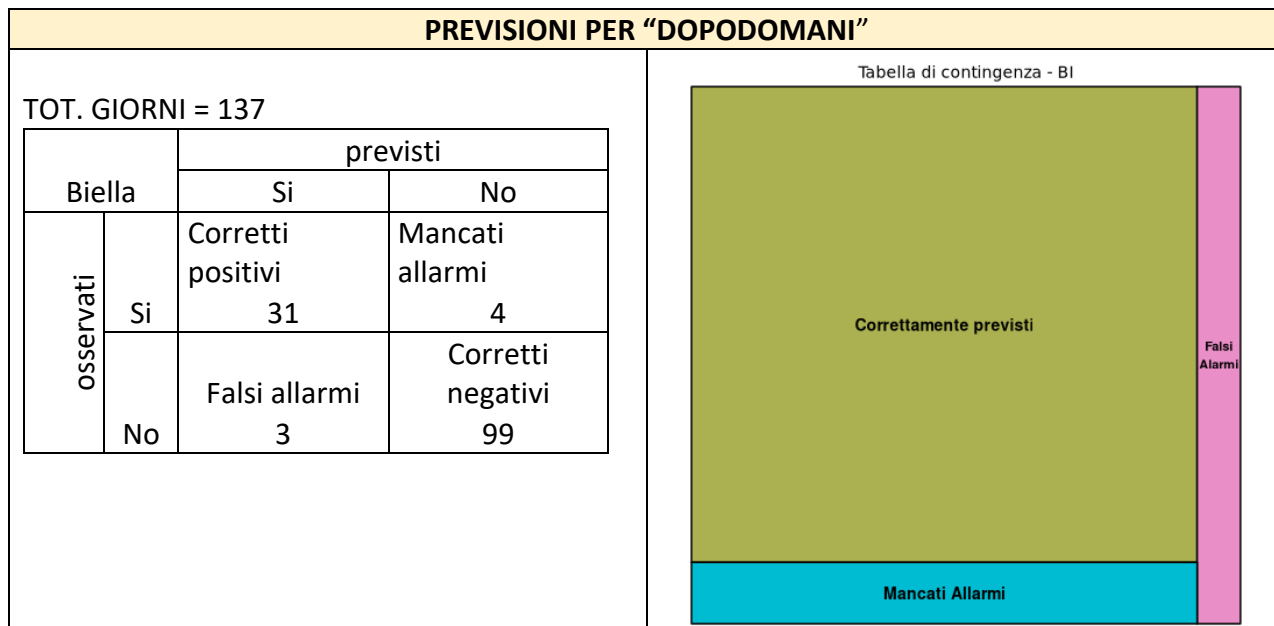 PREVISIONI PER “DOPODOMANI”
TOT. GIORNI = 137
Biella
previsti
Si
No
osservati
Si
Corretti
positivi
31
Mancati
allarmi
4
No
Falsi allarmi
3
Corretti
negativi
99
Tabella di contingenza - BI
Correttamente previsti
Falsi
Alarmi
Mancati Allarmi